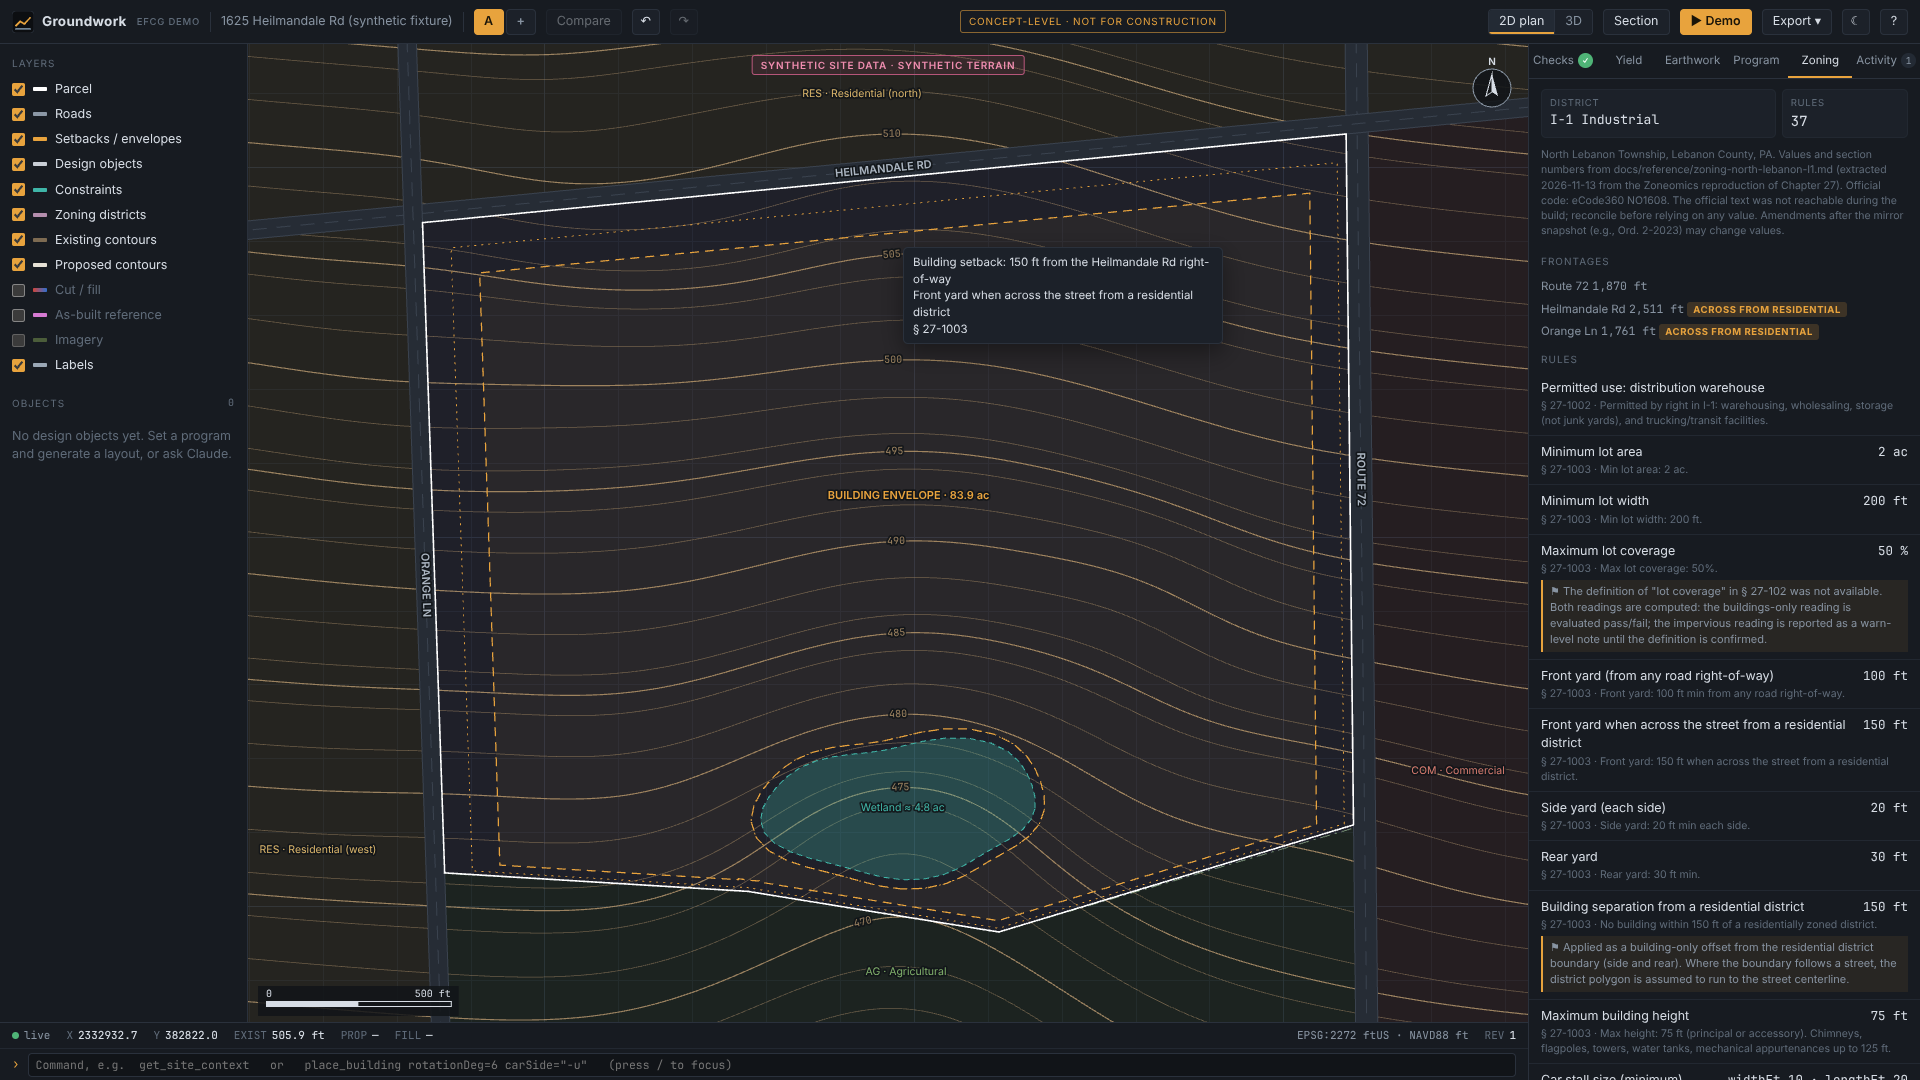 Groundwork EFCG DEMO 1625 Heilmandale Rd (synthetic fixture) A + Compare ↶ ↷ CONCEPT-LEVEL · NOT FOR CONSTRUCTION 2D plan 3D Section ▶ Demo Export ▾ ☾ ?
LAYERS
Parcel
Roads
Setbacks / envelopes
Design objects
Constraints
Zoning districts
Existing contours
Proposed contours
Cut / fill
As-built reference
Imagery
Labels
OBJECTS 0
No design objects yet. Set a program
and generate a layout, or ask Claude.
SYNTHETIC SITE DATA · SYNTHETIC TERRAIN
RES · Residential (north)
N
510
HEILMANDALE RD
505
Building setback: 150 ft from the Heilmandale Rd right-
of-way
Front yard when across the street from a residential
district
§ 27-1003
500
495
ROUTE 72
BUILDING ENVELOPE · 83.9 ac
490
ORANGE LN
485
480
COM · Commercial
475
Wetland ≈ 4.8 ac
RES · Residential (west)
470
AG · Agricultural
0 500 ft
Checks ✓ Yield Earthwork Program Zoning Activity 1
DISTRICT
I-1 Industrial
RULES
37
North Lebanon Township, Lebanon County, PA. Values and section
numbers from docs/reference/zoning-north-lebanon-I1.md (extracted
2026-11-13 from the Zoneomics reproduction of Chapter 27). Official
code: eCode360 NO1608. The official text was not reachable during the
build; reconcile before relying on any value. Amendments after the mirror
snapshot (e.g., Ord. 2-2023) may change values.
FRONTAGES
Route 72 1,870 ft
Heilmandale Rd 2,511 ft ACROSS FROM RESIDENTIAL
Orange Ln 1,761 ft ACROSS FROM RESIDENTIAL
RULES
Permitted use: distribution warehouse
§ 27-1002 · Permitted by right in I-1: warehousing, wholesaling, storage
(not junk yards), and trucking/transit facilities.
Minimum lot area 2 ac
§ 27-1003 · Min lot area: 2 ac.
Minimum lot width 200 ft
§ 27-1003 · Min lot width: 200 ft.
Maximum lot coverage 50 %
§ 27-1003 · Max lot coverage: 50%.
⚑ The definition of "lot coverage" in § 27-102 was not available.
Both readings are computed: the buildings-only reading is
evaluated pass/fail; the impervious reading is reported as a warn-
level note until the definition is confirmed.
Front yard (from any road right-of-way) 100 ft
§ 27-1003 · Front yard: 100 ft min from any road right-of-way.
Front yard when across the street from a residential 150 ft
district
§ 27-1003 · Front yard: 150 ft when across the street from a residential
district.
Side yard (each side) 20 ft
§ 27-1003 · Side yard: 20 ft min each side.
Rear yard 30 ft
§ 27-1003 · Rear yard: 30 ft min.
Building separation from a residential district 150 ft
§ 27-1003 · No building within 150 ft of a residentially zoned district.
⚑ Applied as a building-only offset from the residential district
boundary (side and rear). Where the boundary follows a street, the
district polygon is assumed to run to the street centerline.
Maximum building height 75 ft
§ 27-1003 · Max height: 75 ft (principal or accessory). Chimneys,
flagpoles, towers, water tanks, mechanical appurtenances up to 125 ft.
Car stall size (minimum) widthFt 10 · lengthFt 20
live X 2332932.7 Y 382822.0 EXIST 505.9 ft PROP — FILL — EPSG:2272 ftUS · NAVD88 ft REV 1
› Command, e.g. get_site_context or place_building rotationDeg=6 carSide="-u" (press / to focus)